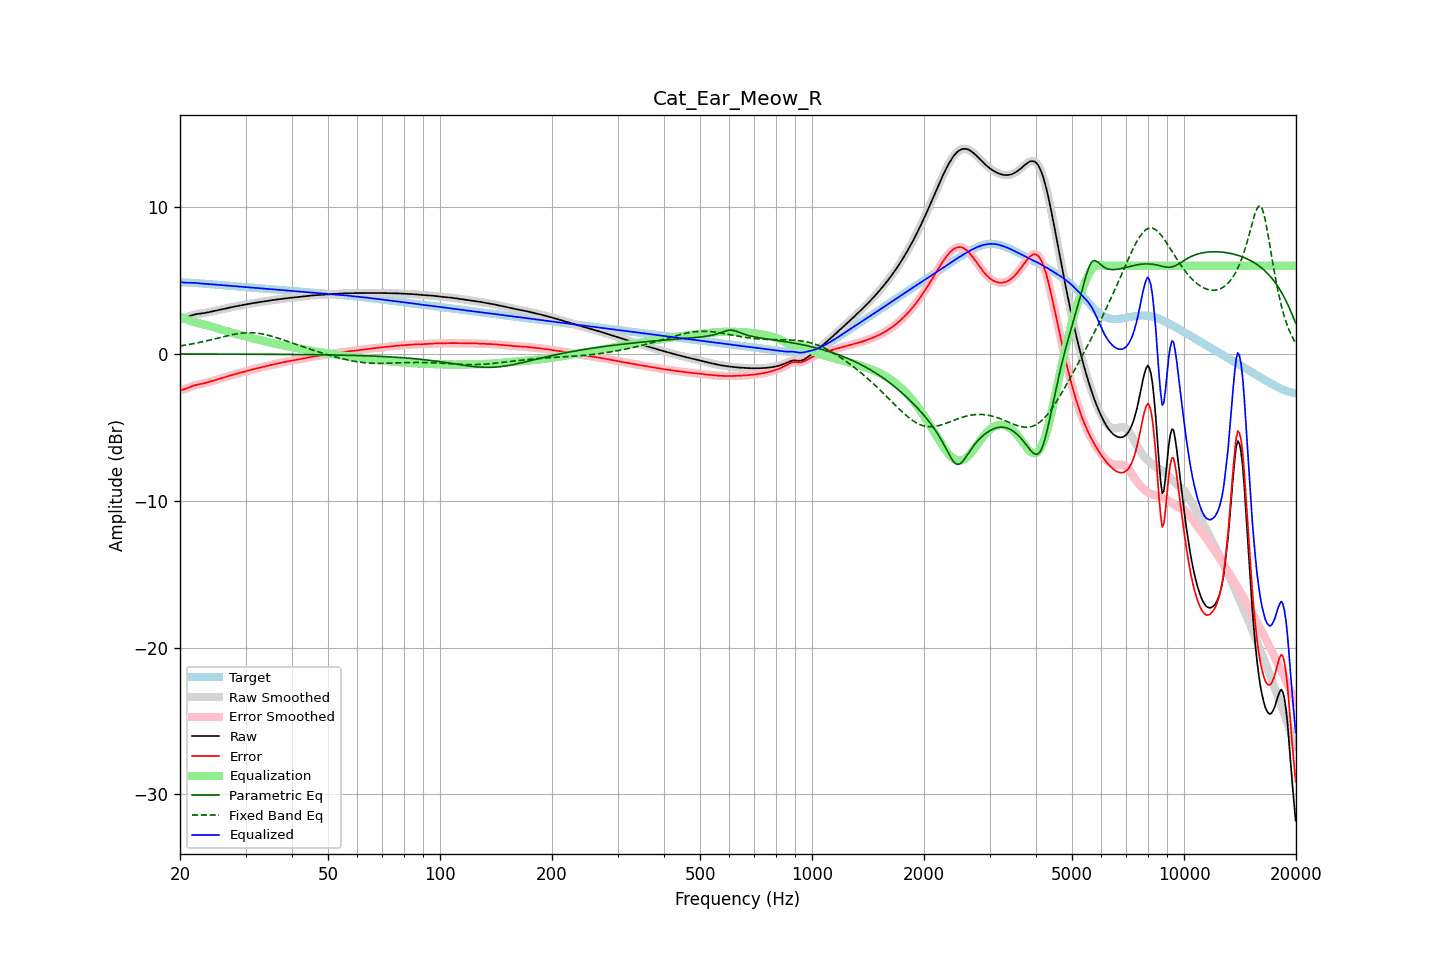 Cat_Ear_Meow_R
Amplitude (dBr)
10
0
−10
−20
−30
Target
Raw Smoothed
Error Smoothed
Raw
Error
Equalization
Parametric Eq
Fixed Band Eq
Equalized
20 50 100 200 500 1000 2000 5000 10000 20000
Frequency (Hz)